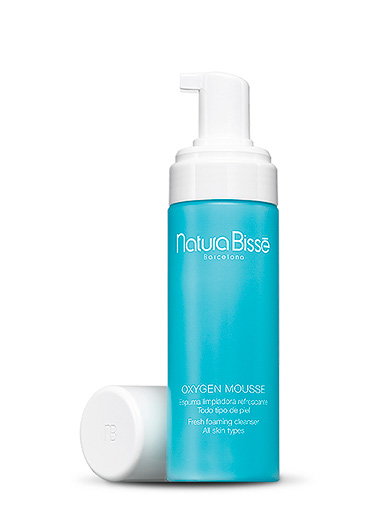 Natura Bissé
Barcelona
OXYGEN MOUSSE
Espuma limpiadora refrescante
Todo tipo de piel
Fresh foaming cleanser
All skin types